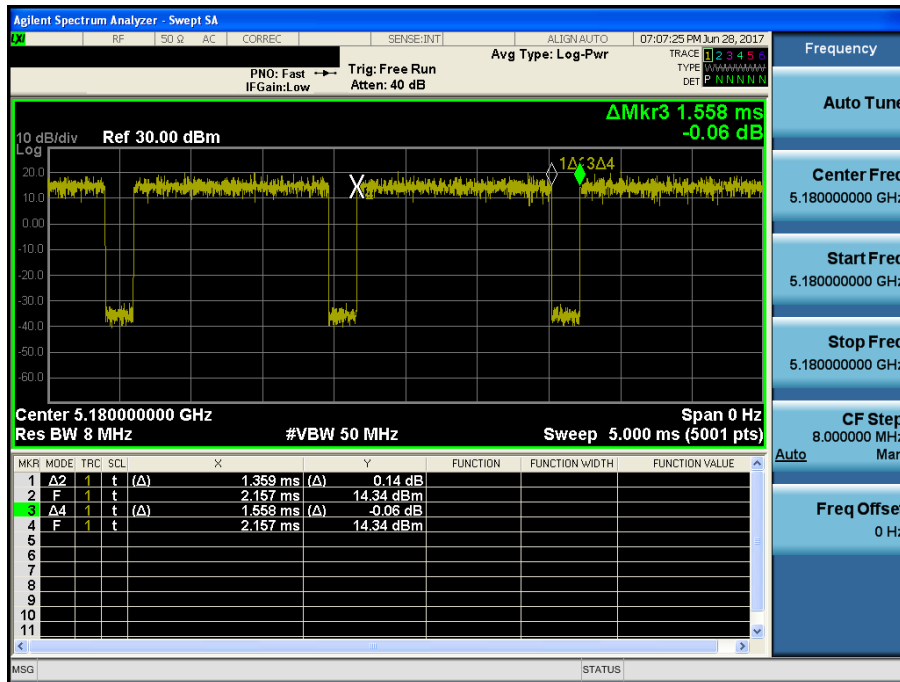 Agilent Spectrum Analyzer - Swept SA
LXI RF 50 Ω AC CORREC SENSE:INT ALIGN AUTO 07:07:25 PM Jun 28, 2017
PNO: Fast Trig: Free Run Avg Type: Log-Pwr TRACE 1 2 3 4 5 6
IFGain:Low Atten: 40 dB TYPE WWWWWW
DET P N N N N N
Frequency
Auto Tune
Center Freq
5.180000000 GHz
Start Freq
5.180000000 GHz
Stop Freq
5.180000000 GHz
CF Step
8.000000 MHz
Auto Man
Freq Offset
0 Hz
ΔMkr3 1.558 ms
-0.06 dB
10 dB/div Ref 30.00 dBm
Log
1Δ 3Δ4
20.0
10.0
0.00
-10.0
-20.0
-30.0
-40.0
-50.0
-60.0
Center 5.180000000 GHz Span 0 Hz
Res BW 8 MHz #VBW 50 MHz Sweep 5.000 ms (5001 pts)
MKR MODE TRC SCL X Y FUNCTION FUNCTION WIDTH FUNCTION VALUE
1 Δ2 1 t (Δ) 1.359 ms (Δ) 0.14 dB
2 F 1 t 2.157 ms 14.34 dBm
3 Δ4 1 t (Δ) 1.558 ms (Δ) -0.06 dB
4 F 1 t 2.157 ms 14.34 dBm
5
6
7
8
9
10
11
MSG STATUS